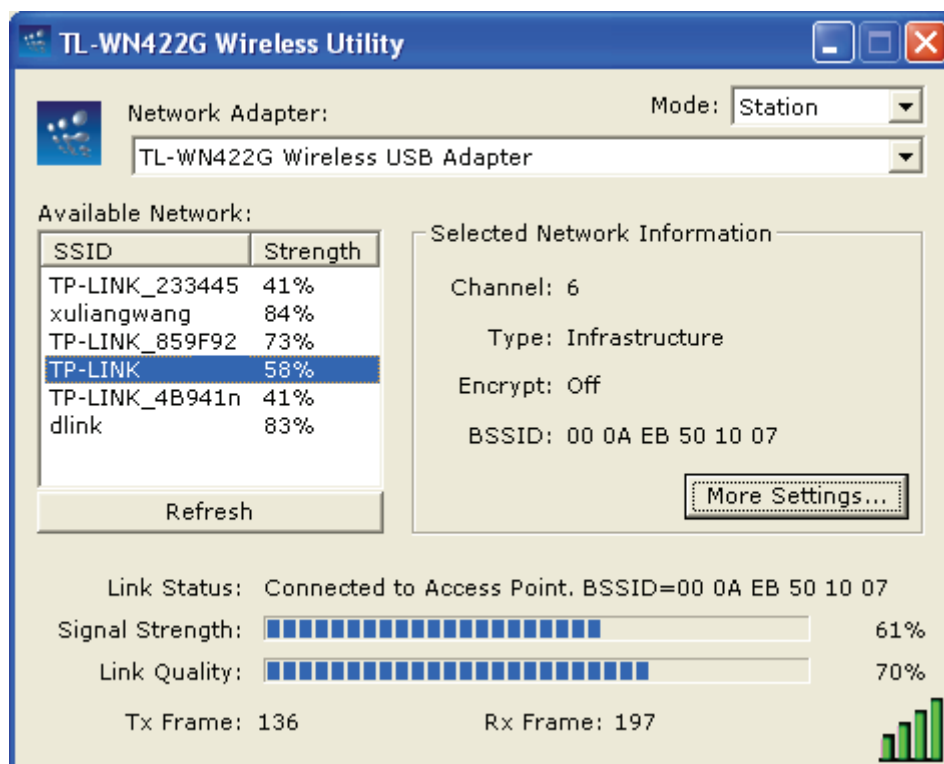 TL-WN422G Wireless Utility
Network Adapter:
Mode: Station
TL-WN422G Wireless USB Adapter
Available Network:
SSID Strength
TP-LINK_233445 41%
xuliangwang 84%
TP-LINK_859F92 73%
TP-LINK 58%
TP-LINK_4B941n 41%
dlink 83%
Refresh
Selected Network Information
Channel: 6
Type: Infrastructure
Encrypt: Off
BSSID: 00 0A EB 50 10 07
More Settings...
Link Status: Connected to Access Point. BSSID=00 0A EB 50 10 07
Signal Strength: 61%
Link Quality: 70%
Tx Frame: 136 Rx Frame: 197